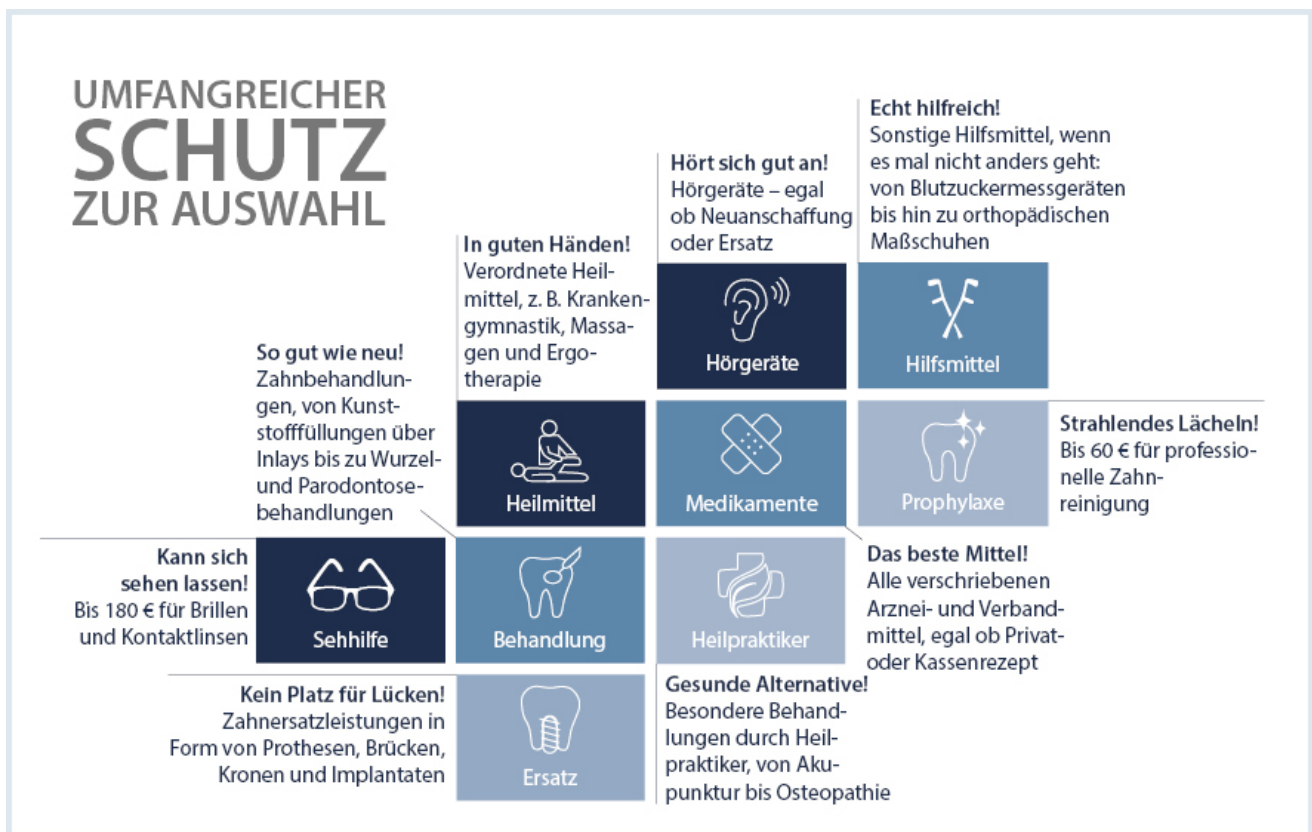 UMFANGREICHER
SCHUTZ
ZUR AUSWAHL
Echt hilfreich!
Sonstige Hilfsmittel, wenn
es mal nicht anders geht:
von Blutzuckermessgeräten
bis hin zu orthopädischen
Maßschuhen
Hört sich gut an!
Hörgeräte – egal
ob Neuanschaffung
oder Ersatz
In guten Händen!
Verordnete Heil-
mittel, z. B. Kranken-
gymnastik, Massa-
gen und Ergo-
therapie
Hörgeräte
Hilfsmittel
So gut wie neu!
Zahnbehandlun-
gen, von Kunst-
stofffüllungen über
Inlays bis zu Wurzel-
und Parodontose-
behandlungen
Heilmittel
Medikamente
Prophylaxe
Strahlendes Lächeln!
Bis 60 € für professio-
nelle Zahn-
reinigung
Kann sich
sehen lassen!
Bis 180 € für Brillen
und Kontaktlinsen
Sehhilfe
Behandlung
Heilpraktiker
Das beste Mittel!
Alle verschriebenen
Arznei- und Verband-
mittel, egal ob Privat-
oder Kassenrezept
Kein Platz für Lücken!
Zahnersatzleistungen in
Form von Prothesen, Brücken,
Kronen und Implantaten
Ersatz
Gesunde Alternative!
Besondere Behand-
lungen durch Heil-
praktiker, von Aku-
punktur bis Osteopathie